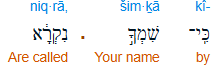 niq·rā, šim·ḵā kî-
כִּֽי־ שִׁמְךָ֣ . נִקְרָ֔א
Are called Your name by